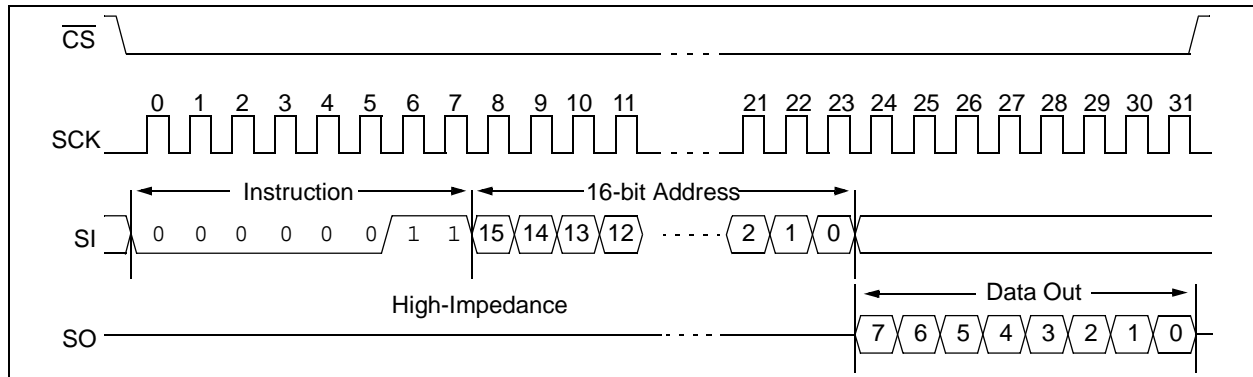 CS
0 1 2 3 4 5 6 7 8 9 10 11 21 22 23 24 25 26 27 28 29 30 31
SCK
Instruction 16-bit Address
SI 0 0 0 0 0 0 1 1 15 14 13 12 2 1 0
High-Impedance Data Out
SO 7 6 5 4 3 2 1 0